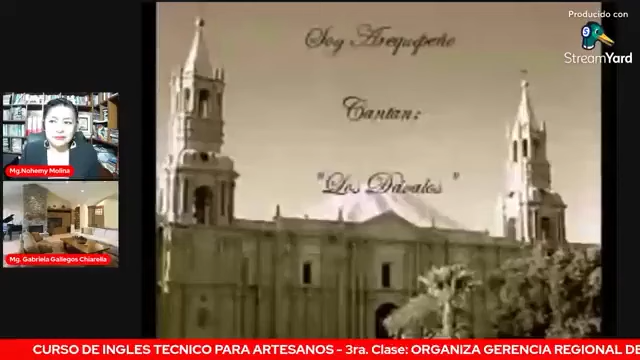 Producido con
StreamYard
Soy Arequipeño
Cantan:
"Los Dávalos"
Mg.Nohemy Molina
Mg. Gabriela Gallegos Chiarella
CURSO DE INGLES TECNICO PARA ARTESANOS - 3ra. Clase: ORGANIZA GERENCIA REGIONAL DE